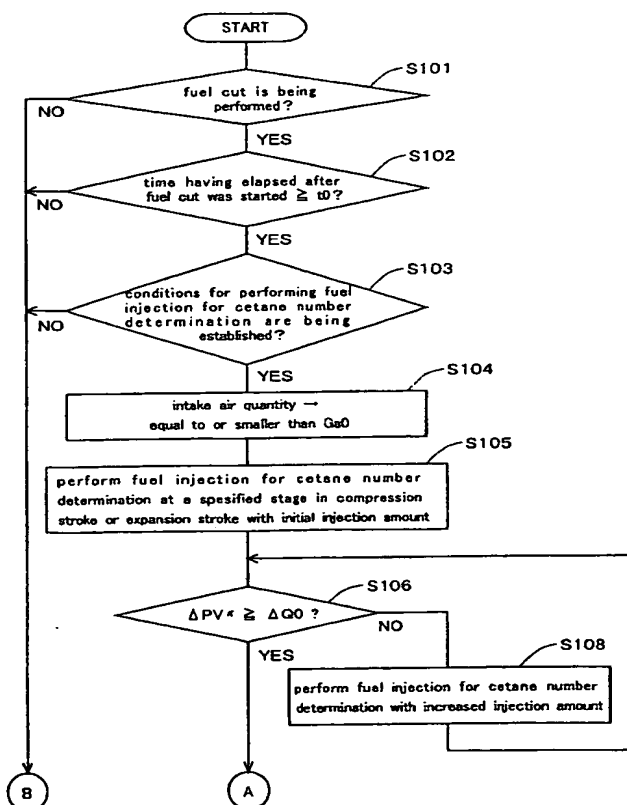 START
S101
fuel cut is being
performed?
NO
YES
S102
time having elapsed after
fuel cut was started ≧ t0?
NO
YES
S103
conditions for performing fuel
injection for cetane number
determination are being
established?
NO
YES
S104
intake air quantity →
equal to or smaller than Ga0
S105
perform fuel injection for cetane number
determination at a spesified stage in compression
stroke or expansion stroke with initial injection amount
S106
ΔPVκ ≧ ΔQ0 ?
NO
YES
S108
perform fuel injection for cetane number
determination with increased injection amount
B
A